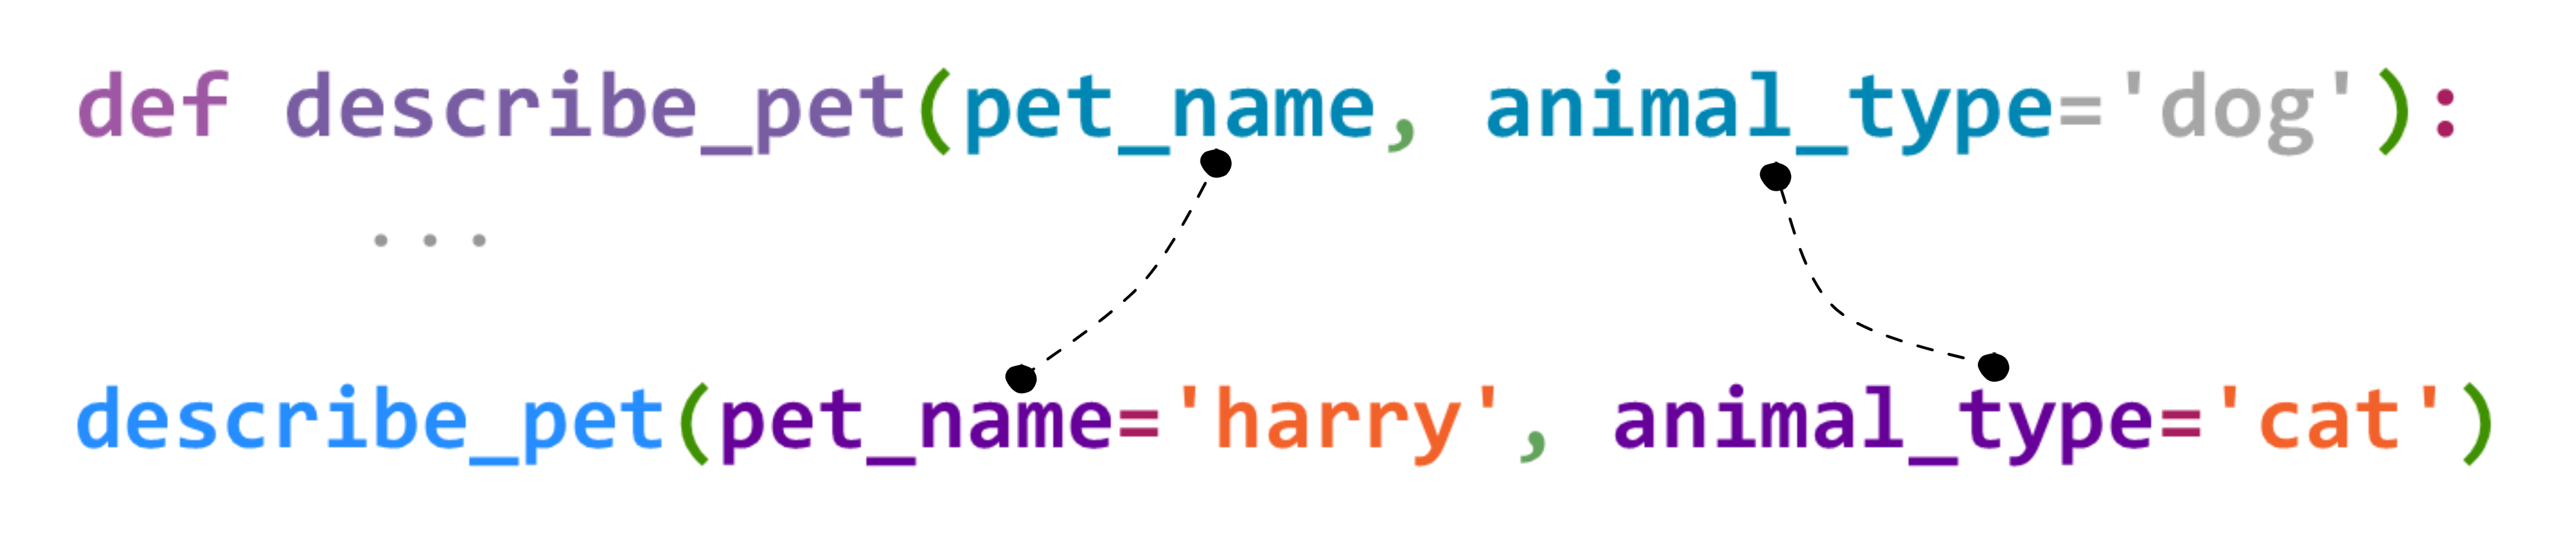 def describe_pet(pet_name, animal_type='dog'):
...
describe_pet(pet_name='harry', animal_type='cat')